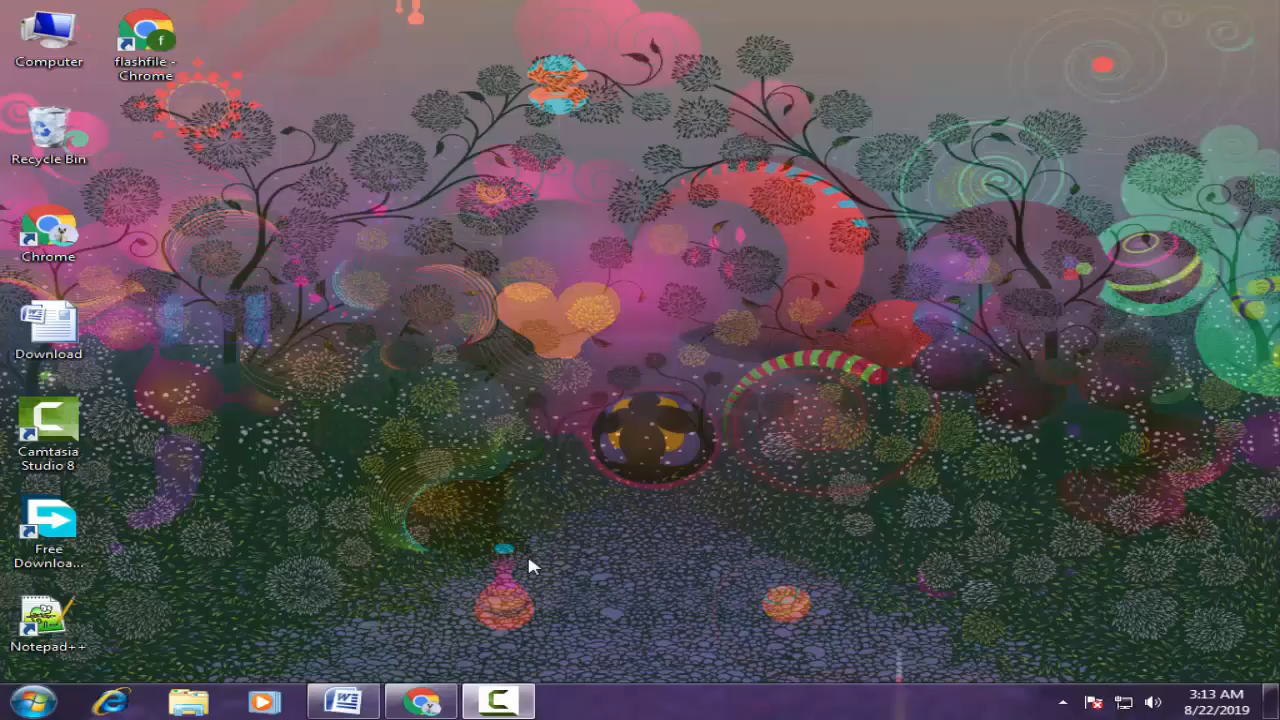 Computer
flashfile -
Chrome
f
Recycle Bin
Chrome
Download
Camtasia
Studio 8
Free
Downloa...
Notepad++
3:13 AM
8/22/2019